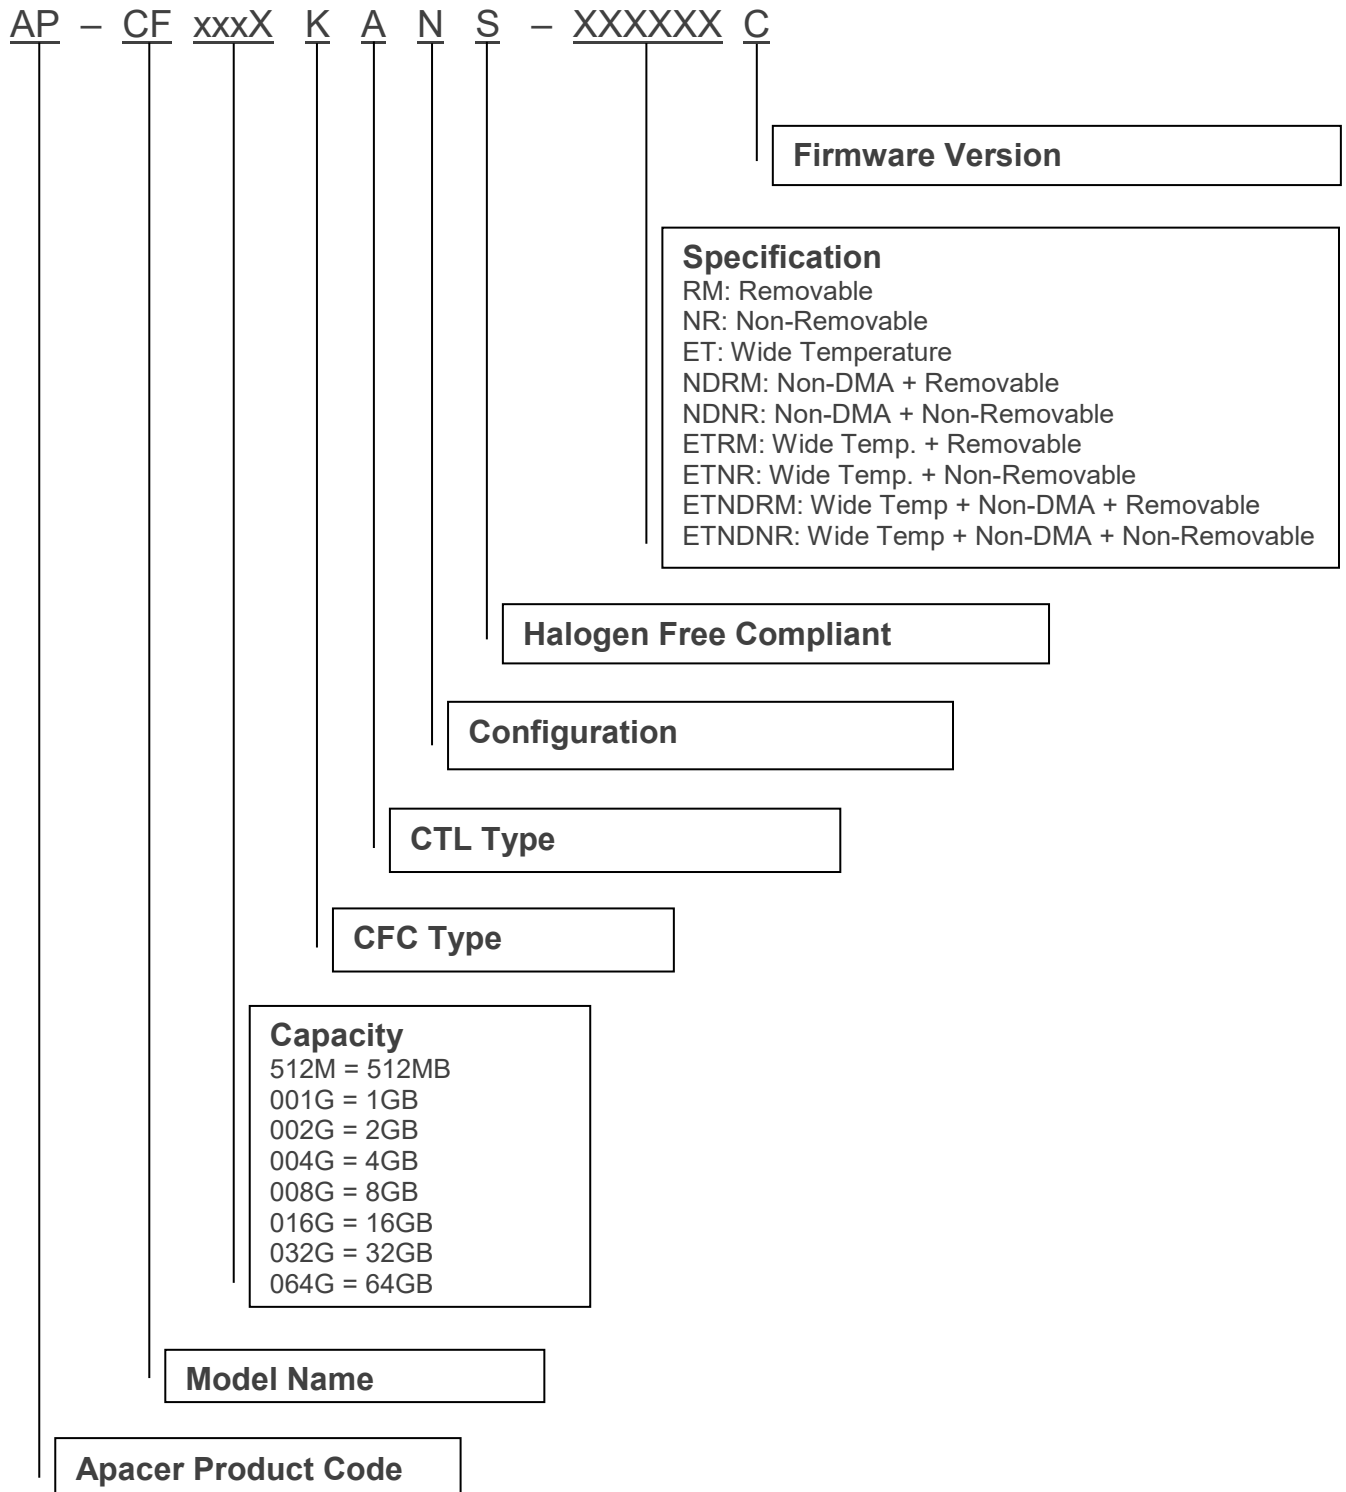 AP – CF xxxX K A N S – XXXXXX C
Firmware Version
Specification
RM: Removable
NR: Non-Removable
ET: Wide Temperature
NDRM: Non-DMA + Removable
NDNR: Non-DMA + Non-Removable
ETRM: Wide Temp. + Removable
ETNR: Wide Temp. + Non-Removable
ETNDRM: Wide Temp + Non-DMA + Removable
ETNDNR: Wide Temp + Non-DMA + Non-Removable
Halogen Free Compliant
Configuration
CTL Type
CFC Type
Capacity
512M = 512MB
001G = 1GB
002G = 2GB
004G = 4GB
008G = 8GB
016G = 16GB
032G = 32GB
064G = 64GB
Model Name
Apacer Product Code